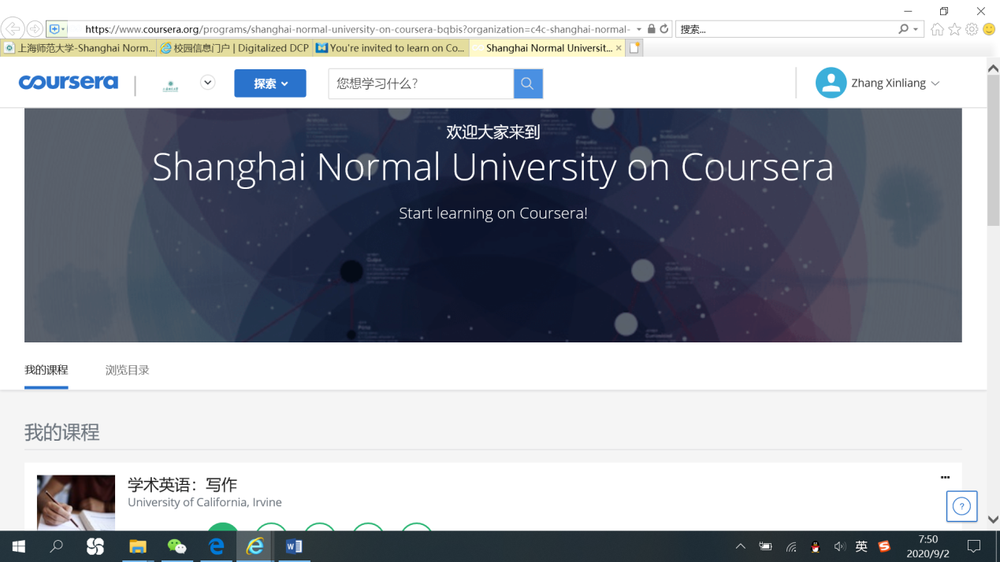 https://www.coursera.org/programs/shanghai-normal-university-on-coursera-bqbis?organization=c4c-shanghai-normal-
搜索...
上海师范大学-Shanghai Norm...
校园信息门户 | Digitalized DCP
You're invited to learn on Co...
Shanghai Normal Universit...
coursera
探索
您想学习什么？
Zhang Xinliang
欢迎大家来到
Shanghai Normal University on Coursera
Start learning on Coursera!
我的课程
浏览目录
我的课程
学术英语：写作
University of California, Irvine
英
7:50
2020/9/2